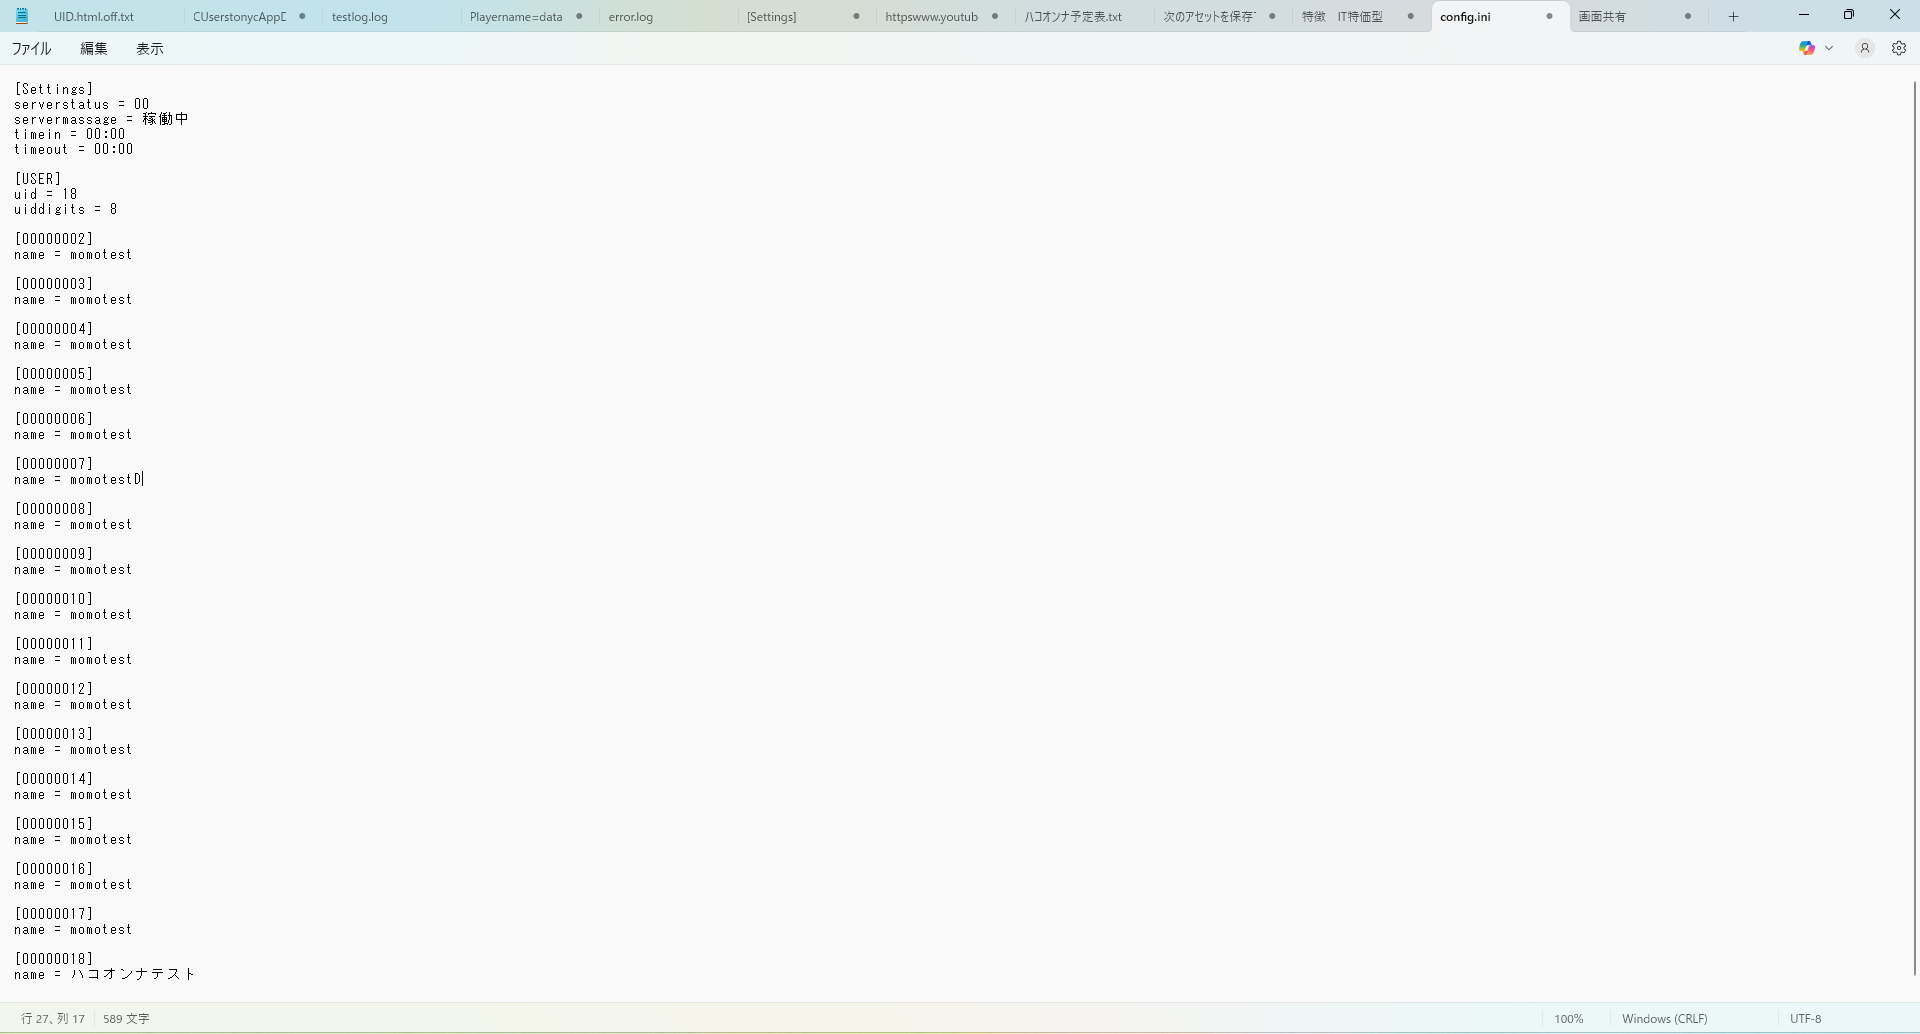 UID.html.off.txt
CUserstonycAppD
testlog.log
Playername=data
error.log
[Settings]
httpswww.youtub
ハコオンナ予定表.txt
次のアセットを保存
特徴 IT特価型
config.ini
画面共有
ファイル 編集 表示
[Settings]
serverstatus = 00
servermassage = 稼働中
timein = 00:00
timeout = 00:00
[USER]
uid = 18
uiddigits = 8
[00000002]
name = momotest
[00000003]
name = momotest
[00000004]
name = momotest
[00000005]
name = momotest
[00000006]
name = momotest
[00000007]
name = momotestD
[00000008]
name = momotest
[00000009]
name = momotest
[00000010]
name = momotest
[00000011]
name = momotest
[00000012]
name = momotest
[00000013]
name = momotest
[00000014]
name = momotest
[00000015]
name = momotest
[00000016]
name = momotest
[00000017]
name = momotest
[00000018]
name = ハコオンナテスト
行 27、列 17 589 文字 100% Windows (CRLF) UTF-8